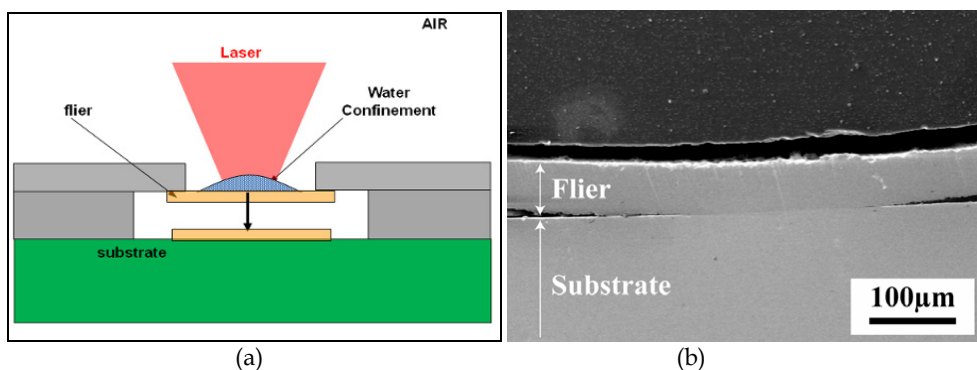 AIR
Laser
flier
Water
Confinement
substrate
(a)
Flier
Substrate
100μm
(b)